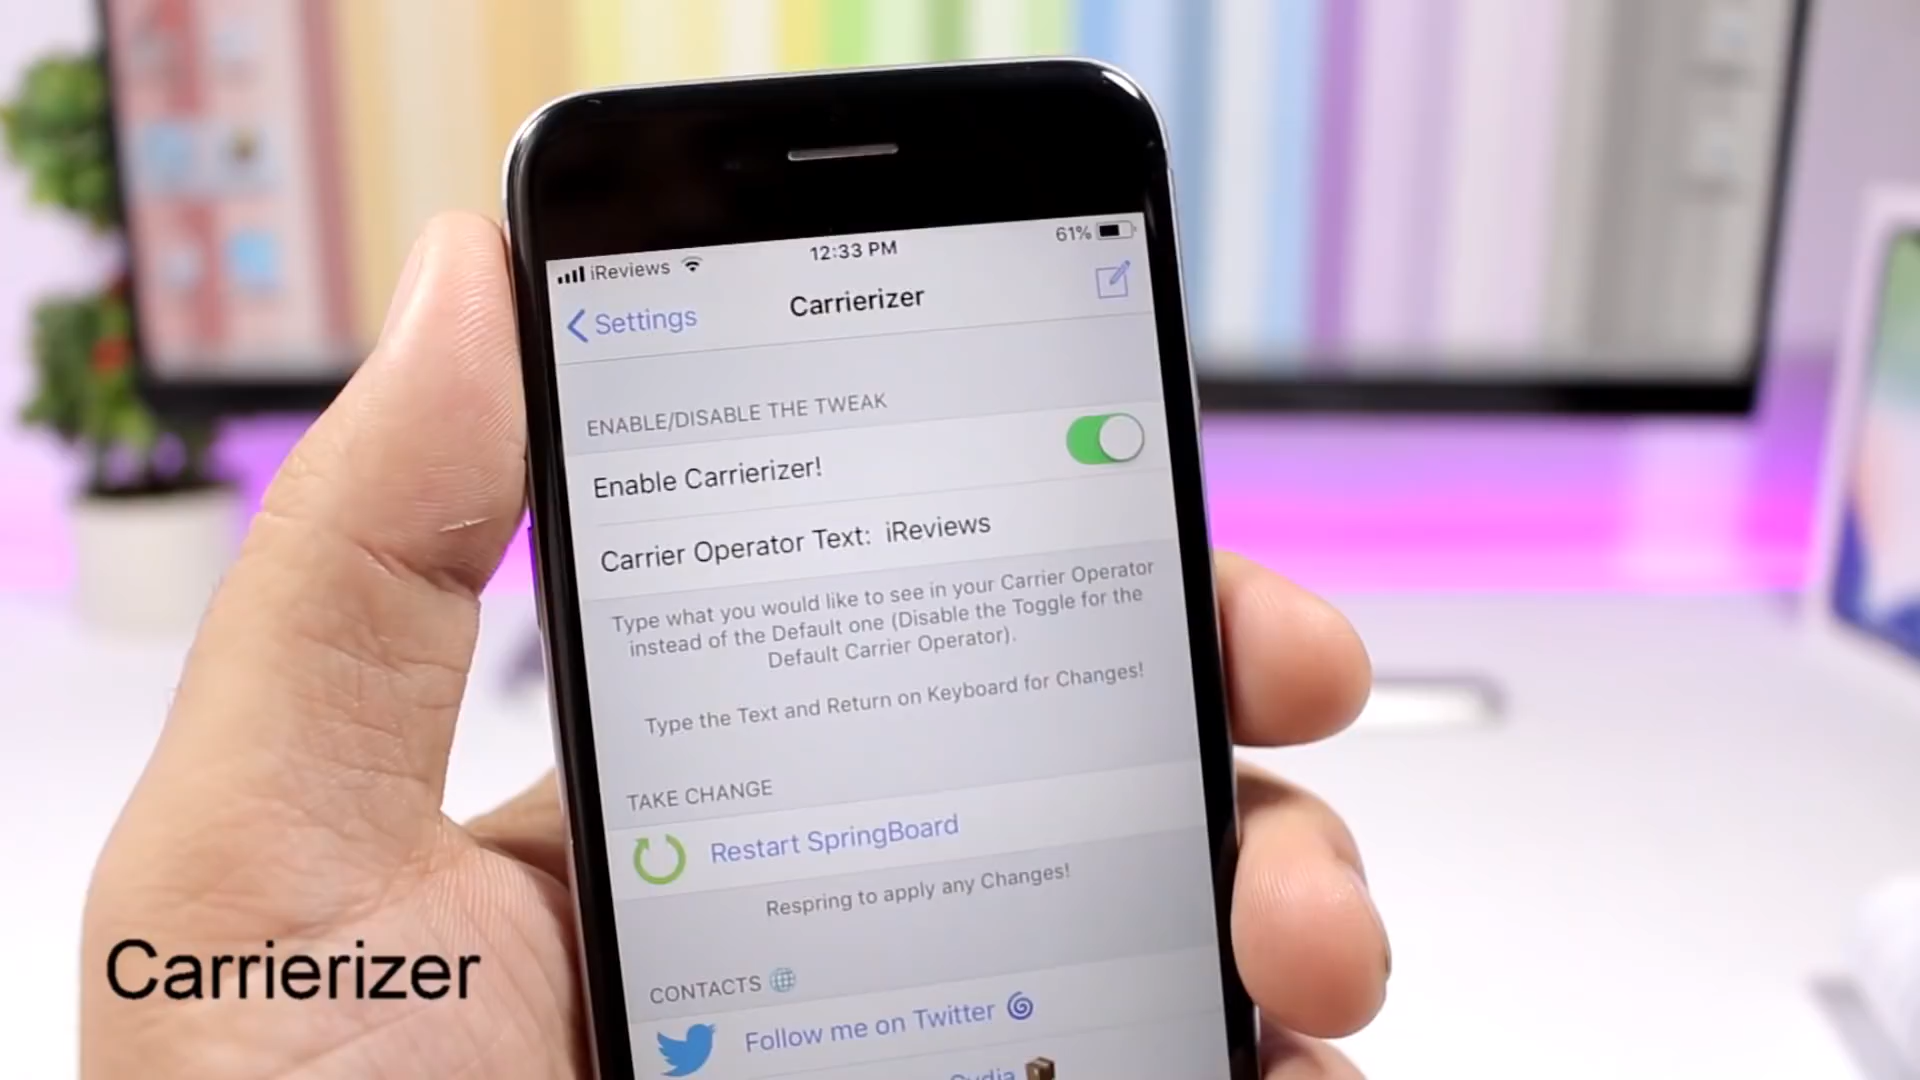 iReviews
12:33 PM
61%
Settings
Carrierizer
ENABLE/DISABLE THE TWEAK
Enable Carrierizer!
Carrier Operator Text: iReviews
Type what you would like to see in your Carrier Operator
instead of the Default one (Disable the Toggle for the
Default Carrier Operator).
Type the Text and Return on Keyboard for Changes!
TAKE CHANGE
Restart SpringBoard
Respring to apply any Changes!
CONTACTS
Follow me on Twitter
Cydia
Carrierizer